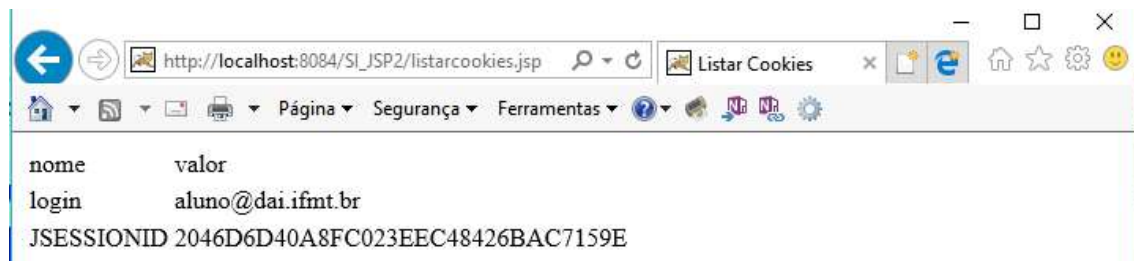 http://localhost:8084/SI_JSP2/listarcookies.jsp
Listar Cookies
Página Segurança Ferramentas
nome valor
login aluno@dai.ifmt.br
JSESSIONID 2046D6D40A8FC023EEC48426BAC7159E